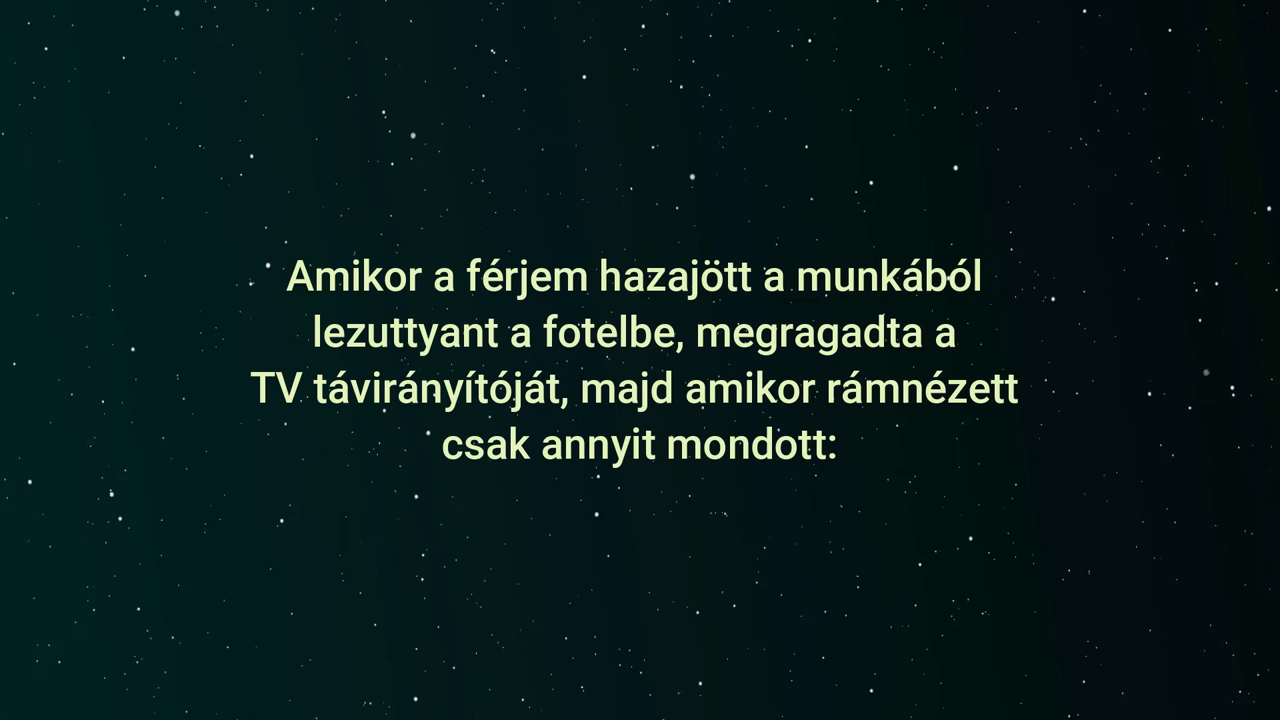 Amikor a férjem hazajött a munkából
lezuttyant a fotelbe, megragadta a
TV távirányítóját, majd amikor rámnézett
csak annyit mondott: